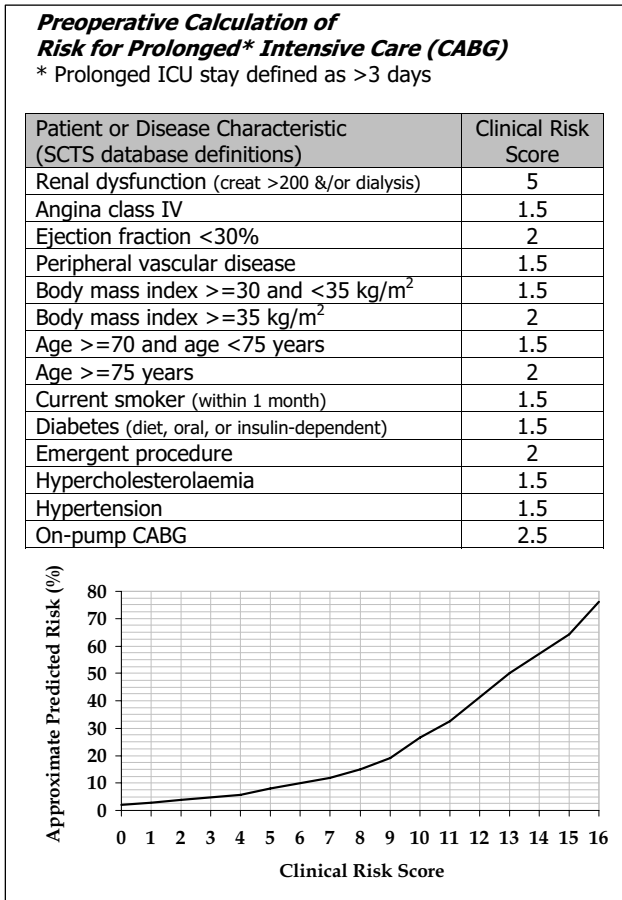 Preoperative Calculation of
Risk for Prolonged* Intensive Care (CABG)
* Prolonged ICU stay defined as >3 days
Patient or Disease Characteristic
(SCTS database definitions)
Clinical Risk
Score
Renal dysfunction (creat >200 &/or dialysis) 5
Angina class IV 1.5
Ejection fraction <30% 2
Peripheral vascular disease 1.5
Body mass index >=30 and <35 kg/m² 1.5
Body mass index >=35 kg/m² 2
Age >=70 and age <75 years 1.5
Age >=75 years 2
Current smoker (within 1 month) 1.5
Diabetes (diet, oral, or insulin-dependent) 1.5
Emergent procedure 2
Hypercholesterolaemia 1.5
Hypertension 1.5
On-pump CABG 2.5
Approximate Predicted Risk (%)
80
70
60
50
40
30
20
10
0
0 1 2 3 4 5 6 7 8 9 10 11 12 13 14 15 16
Clinical Risk Score